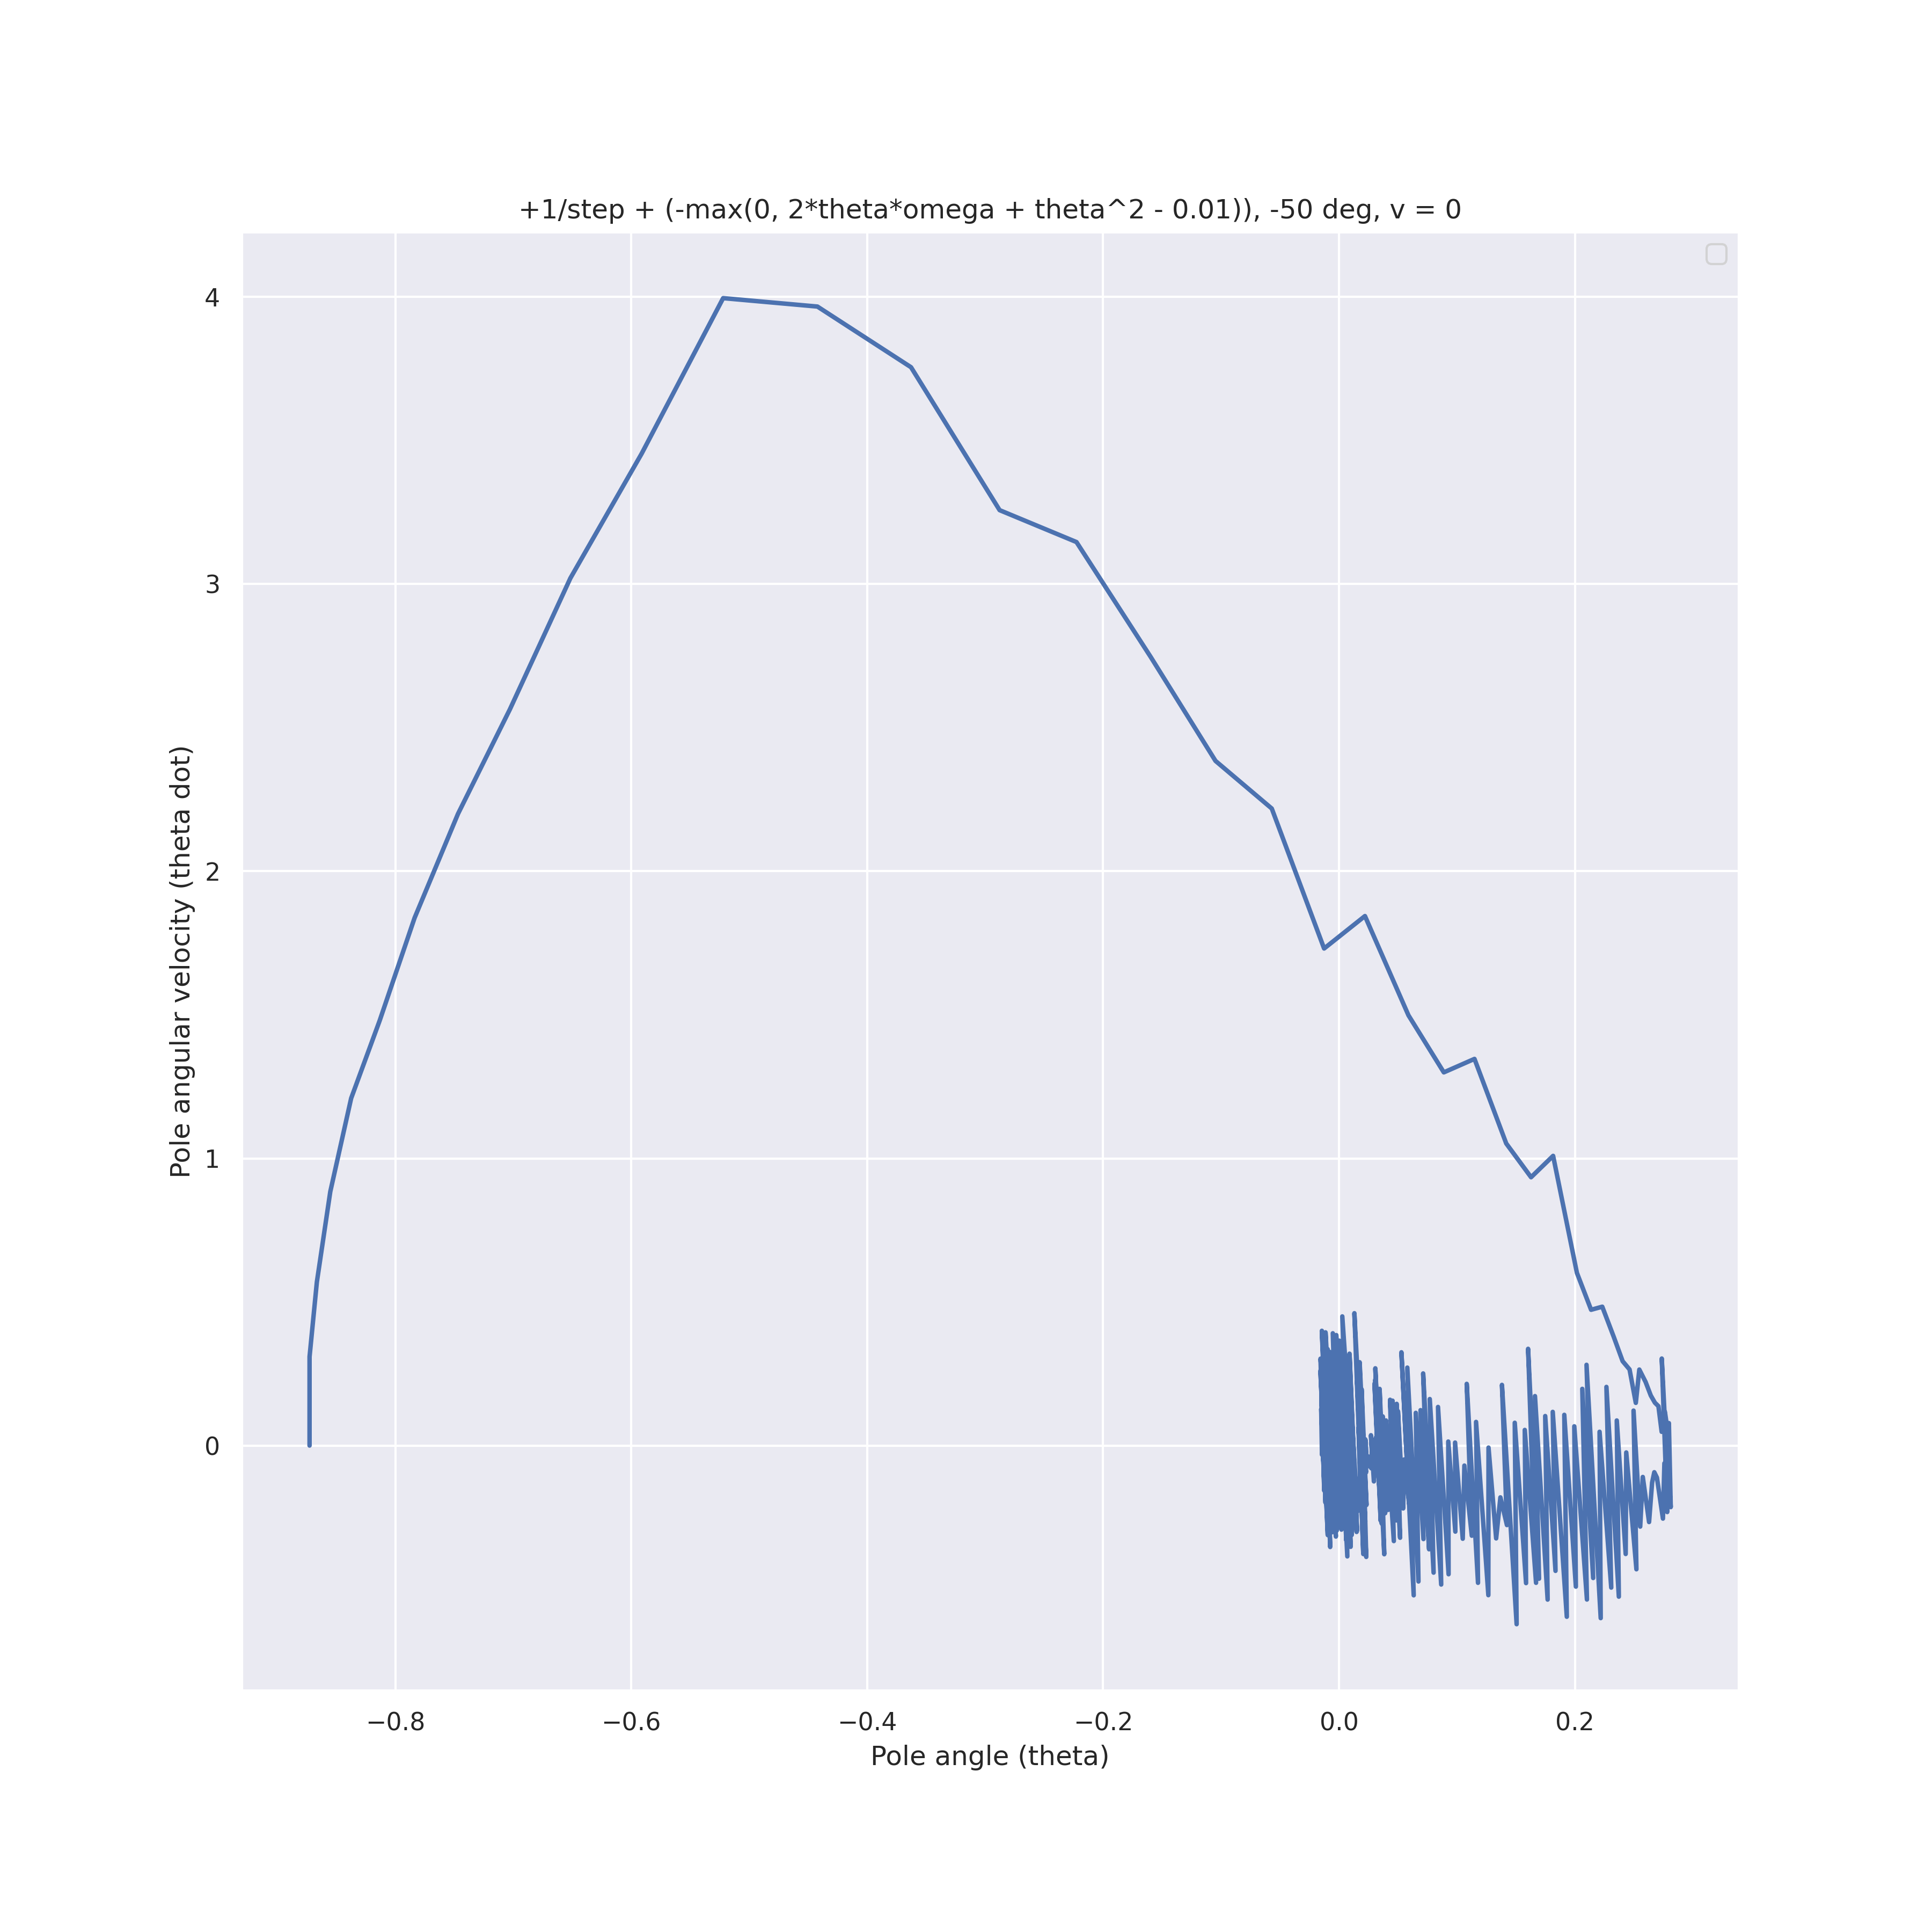 +1/step + (-max(0, 2*theta*omega + theta^2 - 0.01)), -50 deg, v = 0
4
3
2
1
0
Pole angular velocity (theta dot)
−0.8 −0.6 −0.4 −0.2 0.0 0.2
Pole angle (theta)